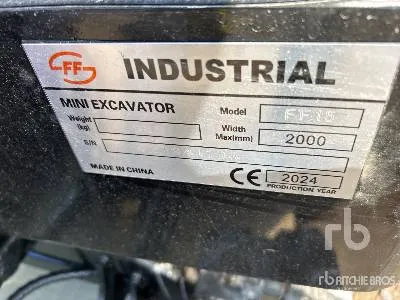 FF INDUSTRIAL
MINI EXCAVATOR Model
Weight (kg) Width Max(mm) 2000
S/N
MADE IN CHINA CE 2024
PRODUCTION YEAR
rb
rb RITCHIE BROS